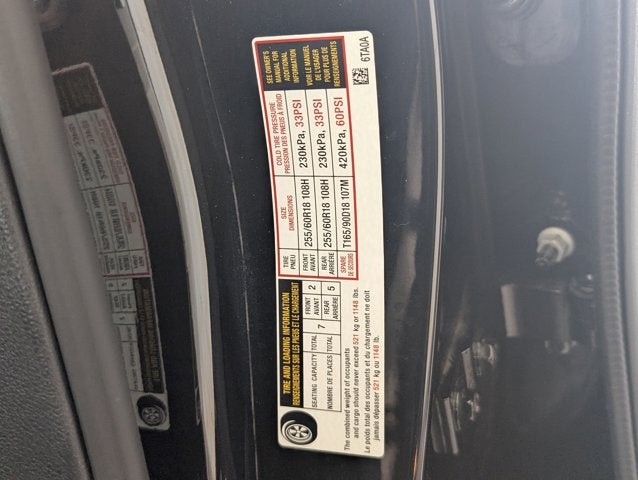 TIRE AND LOADING INFORMATION
RENSEIGNEMENTS SUR LES PNEUS ET LE CHARGEMENT
SEATING CAPACITY TOTAL 7 FRONT 2 REAR 5
NOMBRE DE PLACES TOTAL AVANT ARRIÈRE
The combined weight of occupants
and cargo should never exceed 521 kg or 1148 lbs.
Le poids total des occupants et du chargement ne doit
jamais dépasser 521 kg ou 1148 lb.
TIRE SIZE COLD TIRE PRESSURE
PNEU DIMENSIONS PRESSION DES PNEUS À FROID
FRONT 255/60R18 108H 230kPa, 33PSI
AVANT
REAR 255/60R18 108H 230kPa, 33PSI
ARRIÈRE
SPARE T165/90D18 107M 420kPa, 60PSI
DE SECOURS
SEE OWNER'S
MANUAL FOR
ADDITIONAL
INFORMATION
VOIR LE MANUEL
DE L'USAGER
POUR PLUS DE
RENSEIGNEMENTS
6TA0A